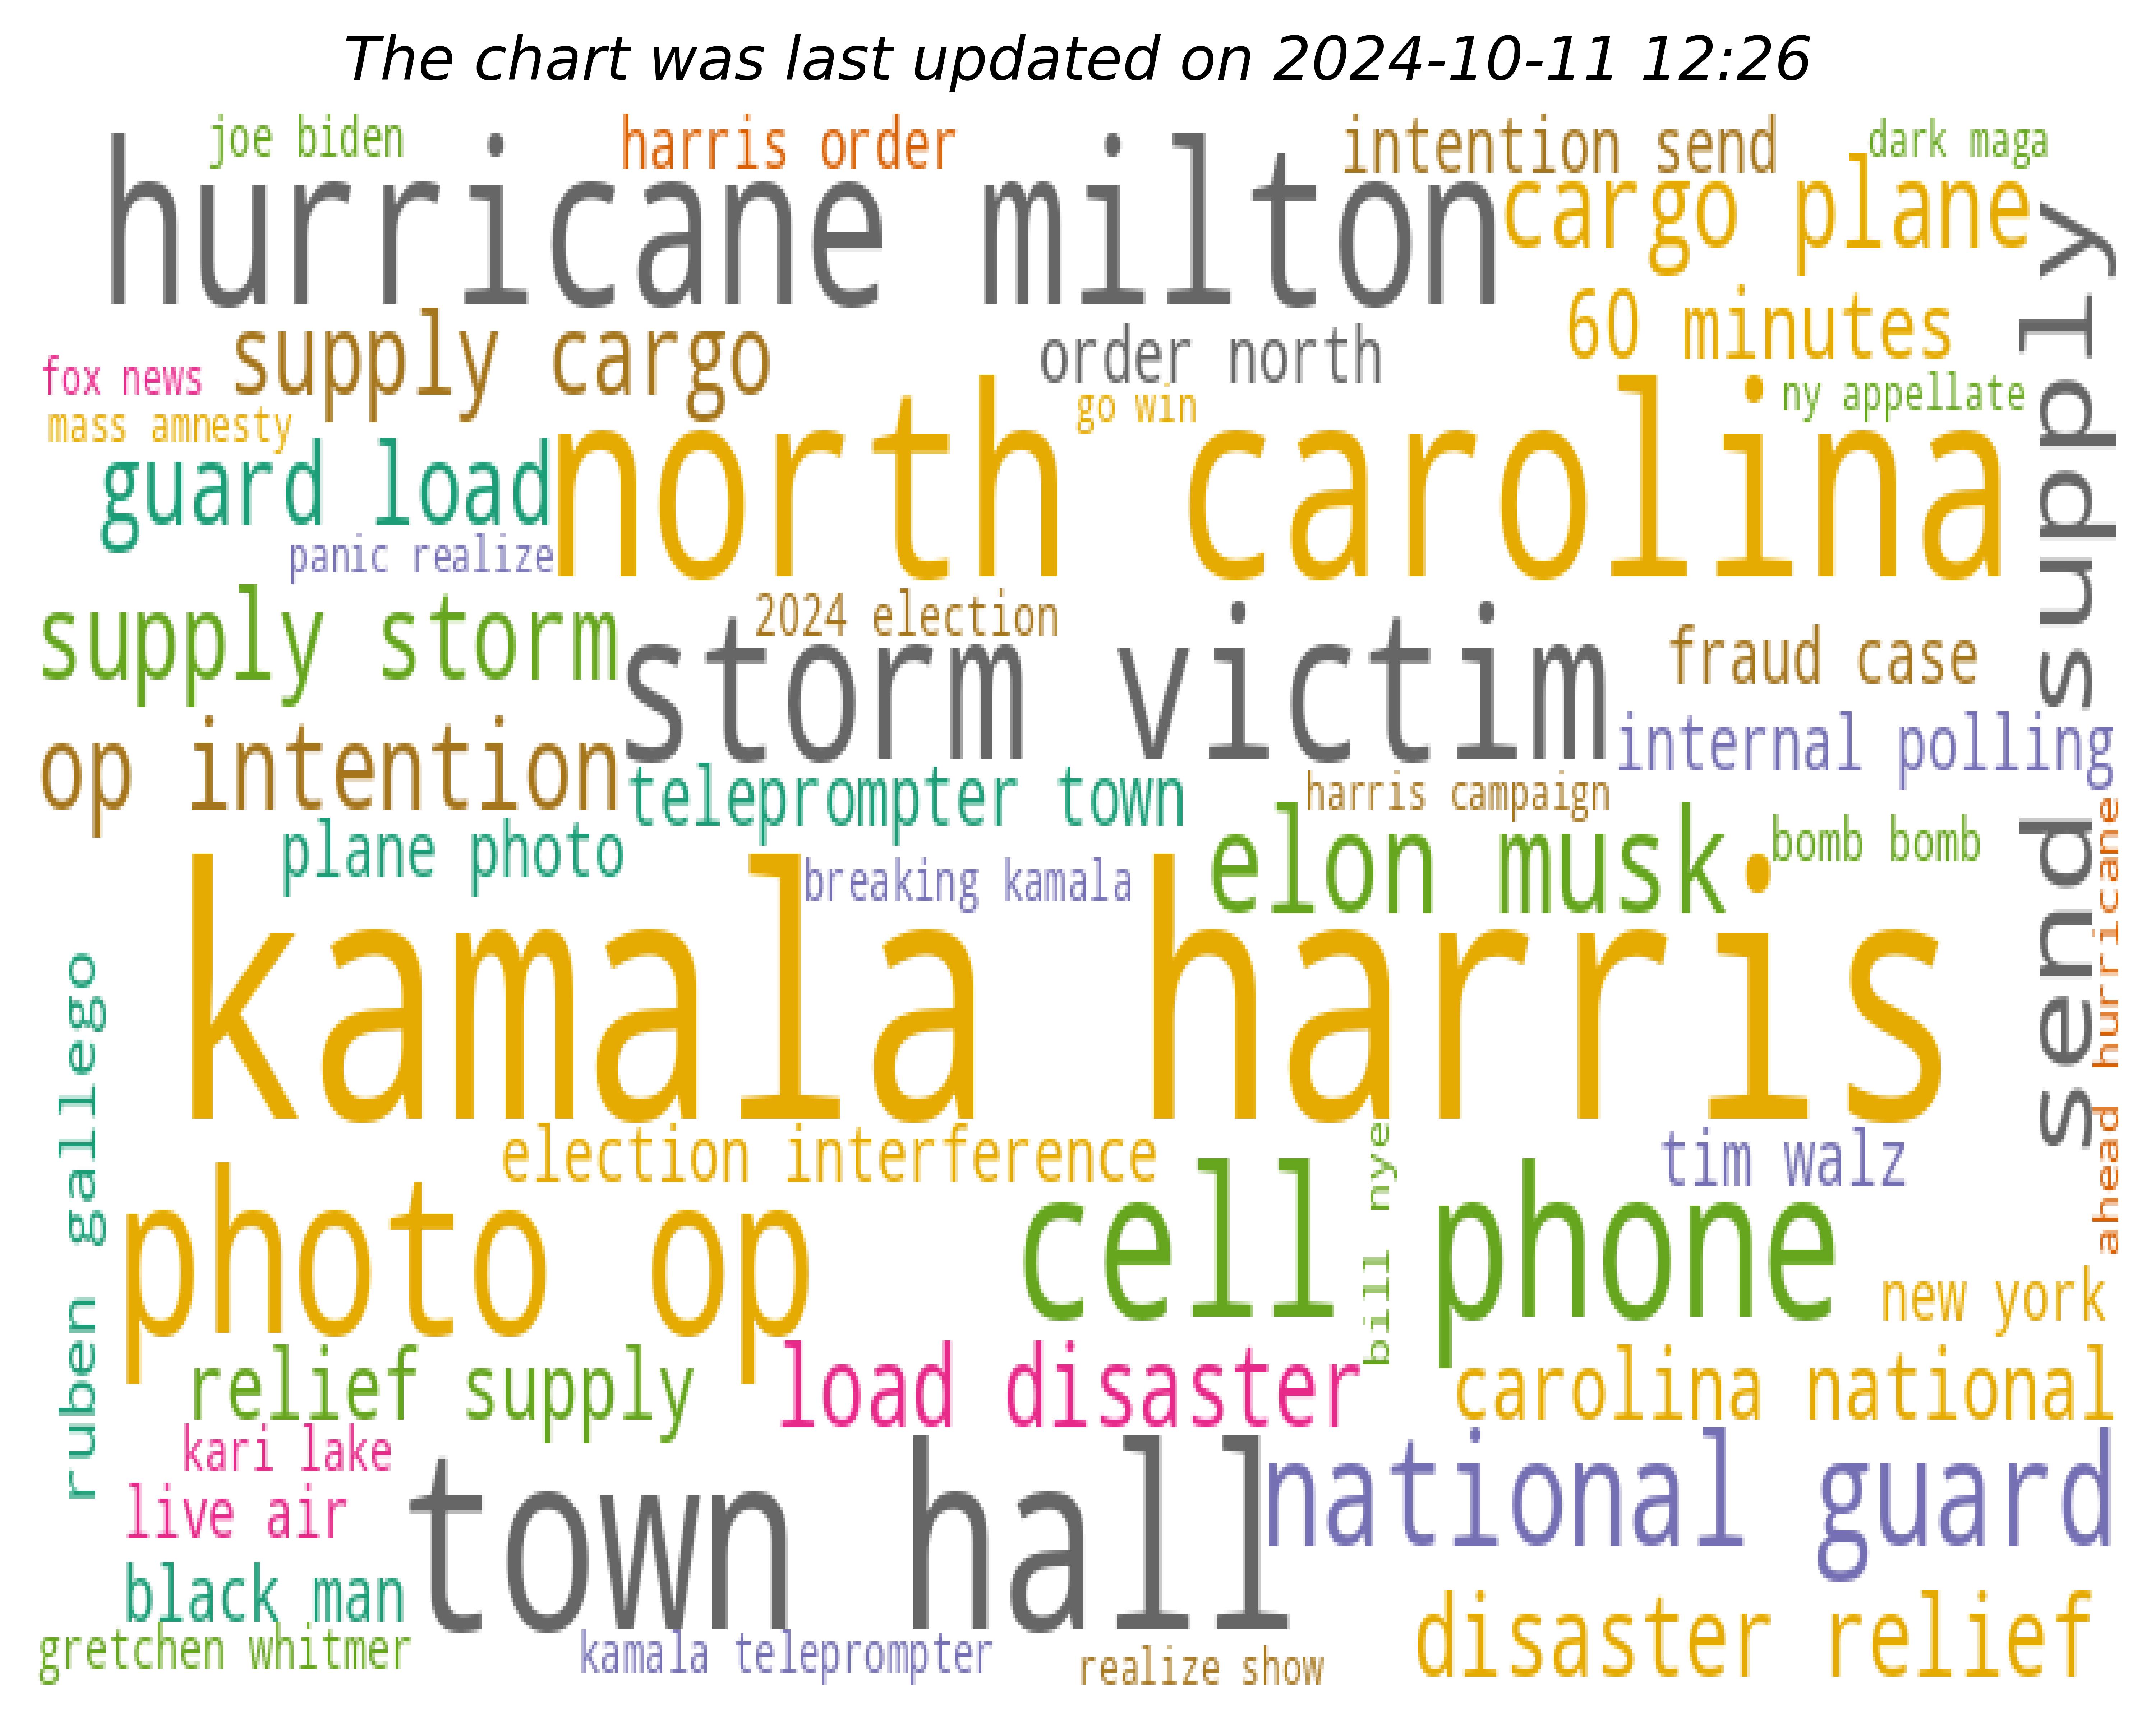 The chart was last updated on 2024-10-11 12:26
joe biden
harris order
intention send
dark maga
hurricane milton
cargo plane
send supply
60 minutes
supply cargo
order north
fox news
ny appellate
go win
mass amnesty
guard load
north carolina
panic realize
2024 election
supply storm
storm victim
fraud case
op intention
internal polling
teleprompter town
harris campaign
elon musk
bomb bomb
plane photo
breaking kamala
ahead hurricane
kamala harris
ruben gallego
election interference
bill nye
tim walz
photo op
cell phone
new york
relief supply
load disaster
carolina national
kari lake
live air
town hall
national guard
black man
gretchen whitmer
kamala teleprompter
realize show
disaster relief